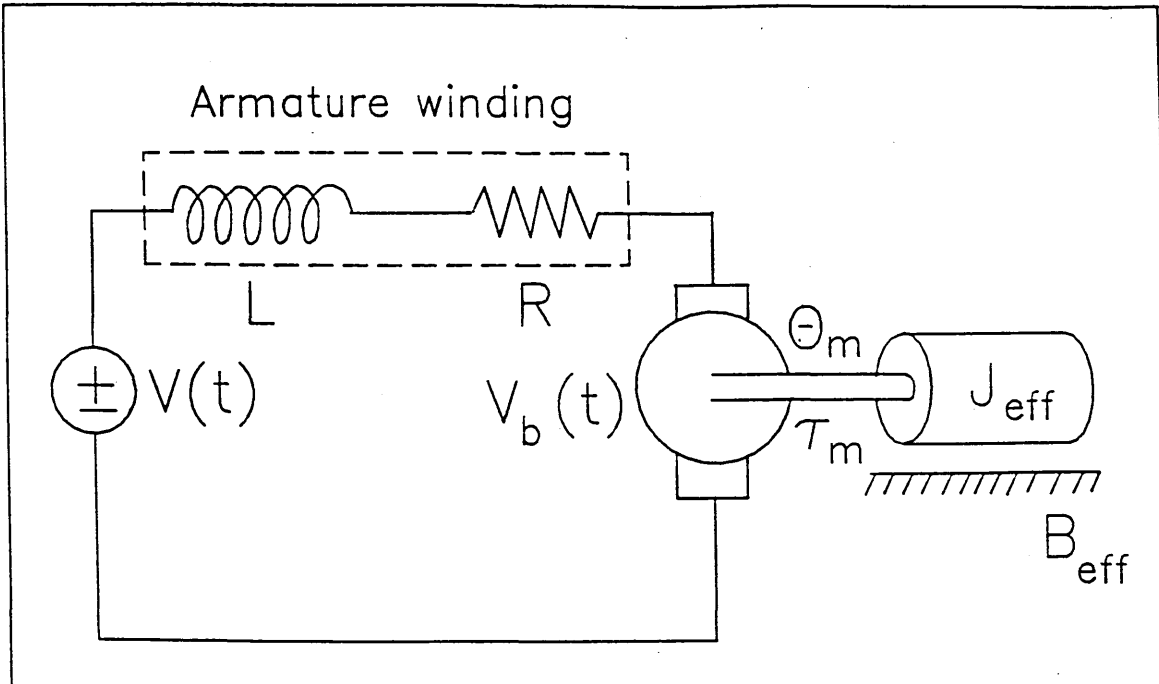 Armature winding
L
R
V(t)
V_b(t)
Θ_m
τ_m
J_eff
B_eff